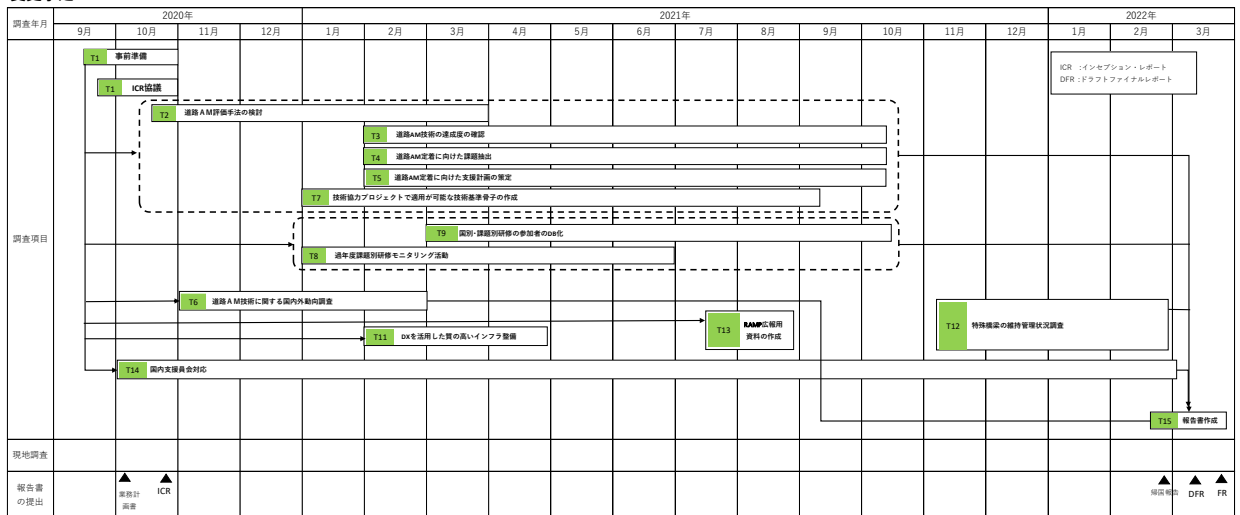 調査年月
2020年
2021年
2022年
9月
10月
11月
12月
1月
2月
3月
4月
5月
6月
7月
8月
9月
10月
11月
12月
1月
2月
3月
調査項目
T1 事前準備
ICR :インセプション・レポート
DFR :ドラフトファイナルレポート
T1 ICR協議
T2 道路AM評価手法の検討
T3 道路AM技術の達成度の確認
T4 道路AM定着に向けた課題抽出
T5 道路AM定着に向けた支援計画の策定
T7 技術協力プロジェクトで適用が可能な技術基準骨子の作成
T9 国別・課題別研修の参加者のDB化
T8 過年度課題別研修モニタリング活動
T6 道路AM技術に関する国内外動向調査
T13 RAMP広報用
資料の作成
T12 特殊橋梁の維持管理状況調査
T11 DXを活用した質の高いインフラ整備
T14 国内支援員会対応
T15 報告書作成
現地調査
報告書
の提出
業務計
画書
ICR
帰国報告
DFR
FR